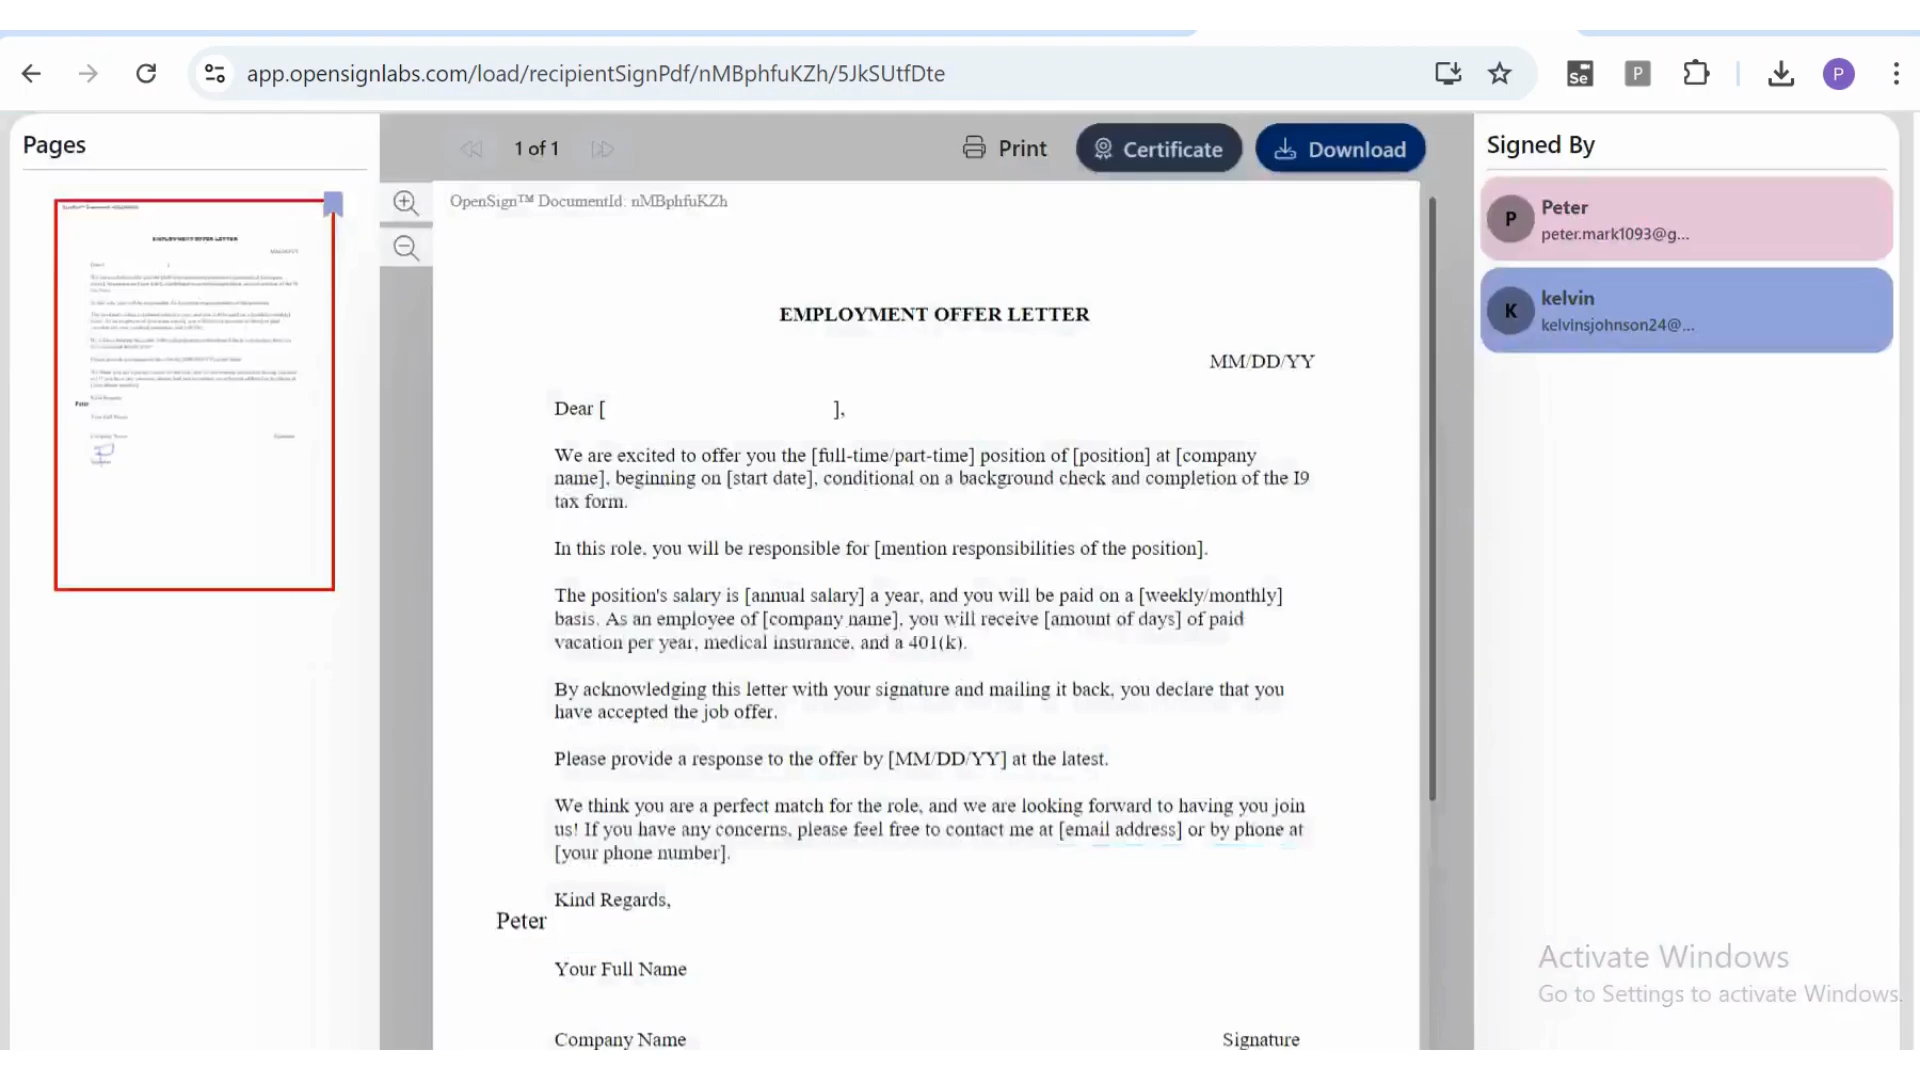 app.opensignlabs.com/load/recipientSignPdf/nMBphfuKZh/5JkSUtfDte
Se
P
P
Pages
1 of 1
Print
Certificate
Download
Signed By
P
Peter
peter.mark1093@g...
K
kelvin
kelvinsjohnson24@...
OpenSign™ DocumentId: nMBphfuKZh
EMPLOYMENT OFFER LETTER
MM/DD/YY
Dear [ ],
We are excited to offer you the [full-time/part-time] position of [position] at [company
name], beginning on [start date], conditional on a background check and completion of the I9
tax form.
In this role, you will be responsible for [mention responsibilities of the position].
The position's salary is [annual salary] a year, and you will be paid on a [weekly/monthly]
basis. As an employee of [company name], you will receive [amount of days] of paid
vacation per year, medical insurance, and a 401(k).
By acknowledging this letter with your signature and mailing it back, you declare that you
have accepted the job offer.
Please provide a response to the offer by [MM/DD/YY] at the latest.
We think you are a perfect match for the role, and we are looking forward to having you join
us! If you have any concerns, please feel free to contact me at [email address] or by phone at
[your phone number].
Kind Regards,
Peter
Your Full Name
Company Name
Signature
Activate Windows
Go to Settings to activate Windows.